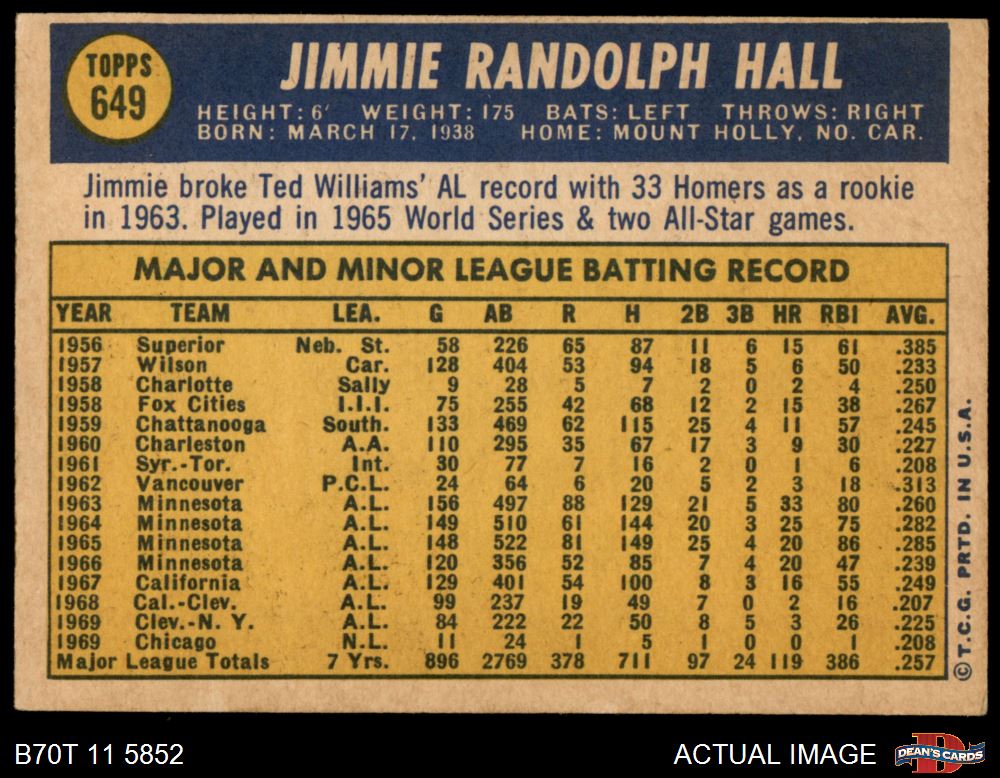 TOPPS
649
JIMMIE RANDOLPH HALL
HEIGHT: 6' WEIGHT: 175 BATS: LEFT THROWS: RIGHT
BORN: MARCH 17, 1938 HOME: MOUNT HOLLY, NO. CAR.
Jimmie broke Ted Williams' AL record with 33 Homers as a rookie
in 1963. Played in 1965 World Series & two All-Star games.
MAJOR AND MINOR LEAGUE BATTING RECORD
YEAR TEAM LEA. G AB R H 2B 3B HR RBI AVG.
1956 Superior Neb. St. 58 226 65 87 11 6 15 61 .385
1957 Wilson Car. 128 404 53 94 18 5 6 50 .233
1958 Charlotte Sally 9 28 5 7 2 0 2 4 .250
1958 Fox Cities I.I.I. 75 255 42 68 12 2 15 38 .267
1959 Chattanooga South. 133 469 62 115 25 4 11 57 .245
1960 Charleston A.A. 110 295 35 67 17 3 9 30 .227
1961 Syr.-Tor. Int. 30 77 7 16 2 0 1 6 .208
1962 Vancouver P.C.L. 24 64 6 20 5 2 3 18 .313
1963 Minnesota A.L. 156 497 88 129 21 5 33 80 .260
1964 Minnesota A.L. 149 510 61 144 20 3 25 75 .282
1965 Minnesota A.L. 148 522 81 149 25 4 20 86 .285
1966 Minnesota A.L. 120 356 52 85 7 4 20 47 .239
1967 California A.L. 129 401 54 100 8 3 16 55 .249
1968 Cal.-Clev. A.L. 99 237 19 49 7 0 2 16 .207
1969 Clev.-N. Y. A.L. 84 222 22 50 8 5 3 26 .225
1969 Chicago N.L. 11 24 1 5 1 0 0 1 .208
Major League Totals 7 Yrs. 896 2769 378 711 97 24 119 386 .257
©T.C.G. PRTD. IN U.S.A.
B70T 11 5852
ACTUAL IMAGE
D
DEAN'S CARDS